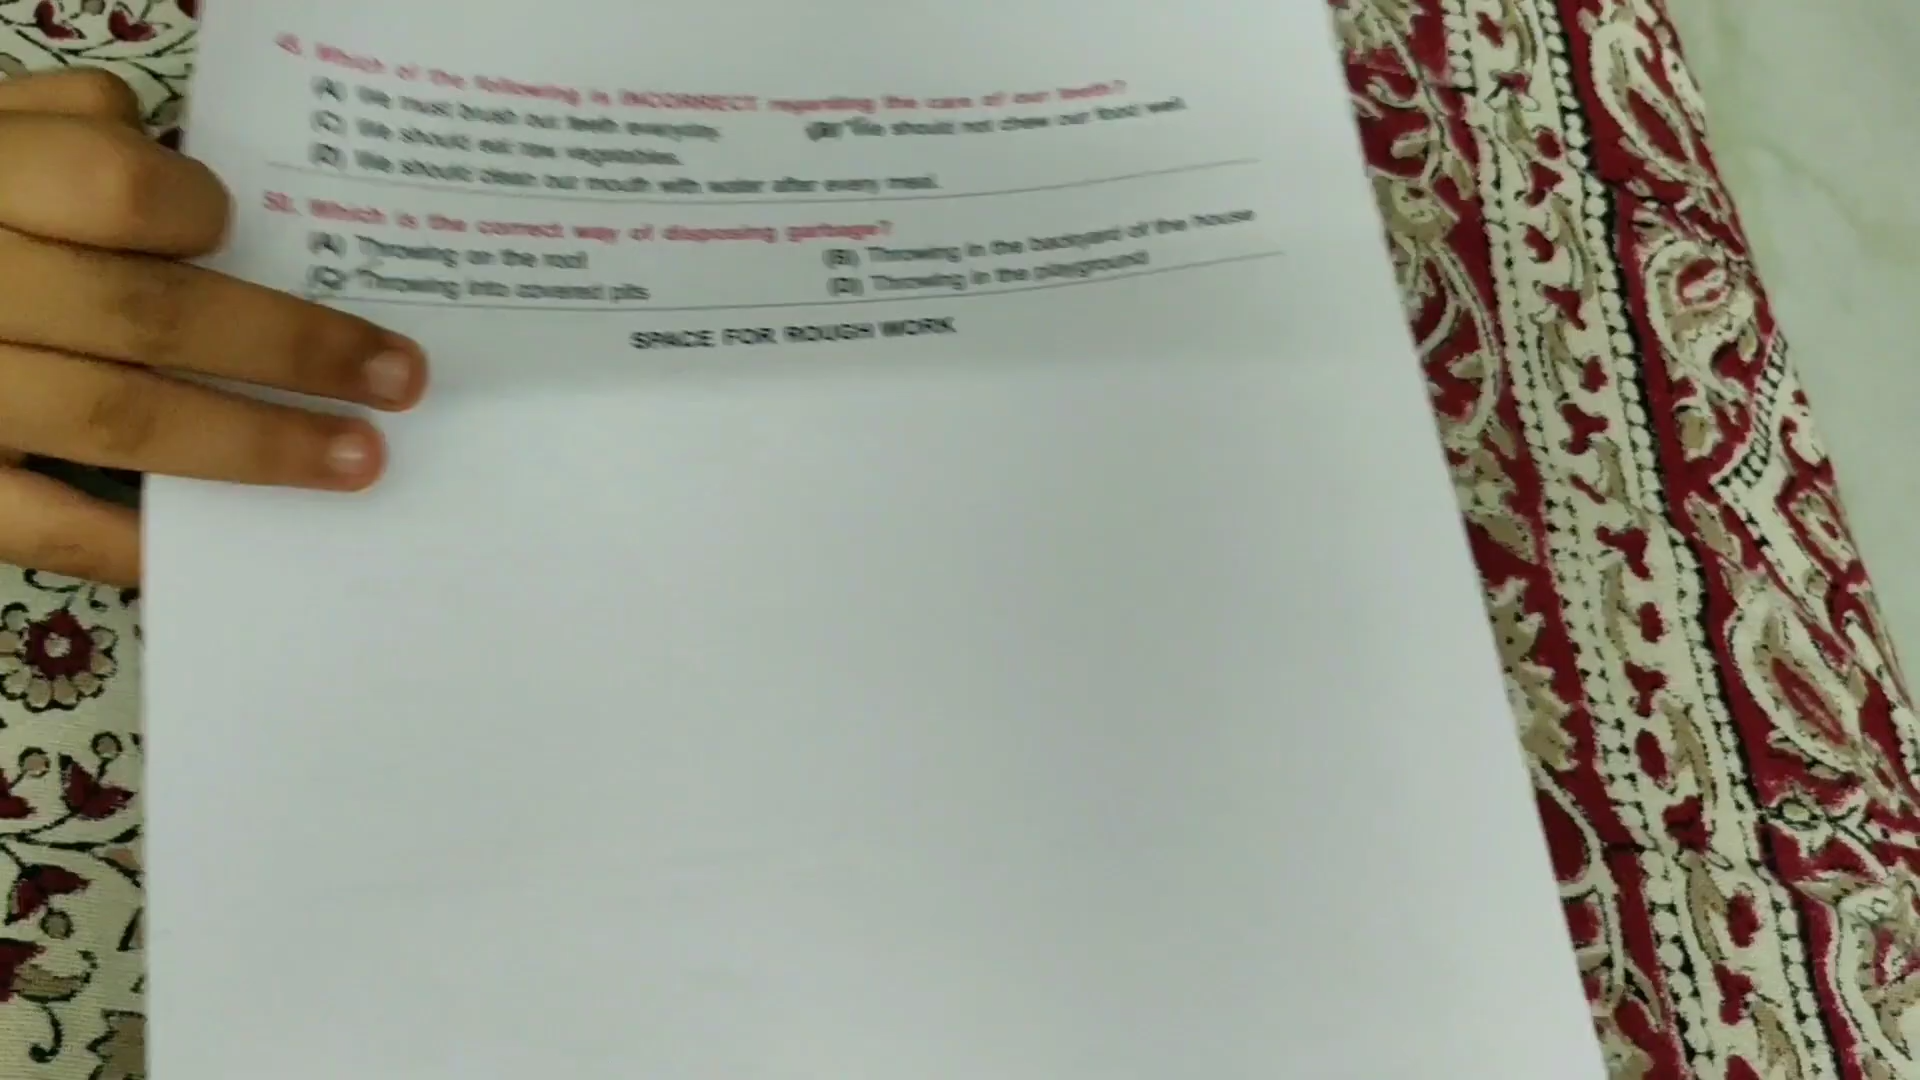 49. Which of the following is INCORRECT regarding the care of our teeth?
(A) We must brush our teeth everyday. (B) We should not chew our food well.
(C) We should eat raw vegetables.
(D) We should clean our mouth with water after every meal.
50. Which is the correct way of disposing garbage?
(A) Throwing on the roof (B) Throwing in the backyard of the house
(C) Throwing into covered pits (D) Throwing in the playground
SPACE FOR ROUGH WORK